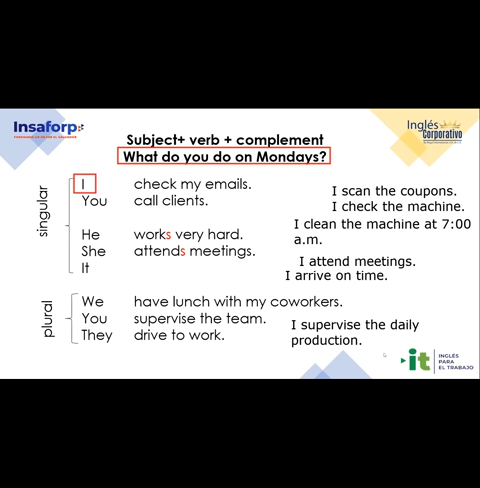 Insaforp
Inglés
Corporativo
Subject+ verb + complement
What do you do on Mondays?
singular
I check my emails.
You call clients.
He works very hard.
She attends meetings.
It
plural
We have lunch with my coworkers.
You supervise the team.
They drive to work.
I scan the coupons.
I check the machine.
I clean the machine at 7:00
a.m.
I attend meetings.
I arrive on time.
I supervise the daily
production.
it
INGLÉS
PARA
EL TRABAJO